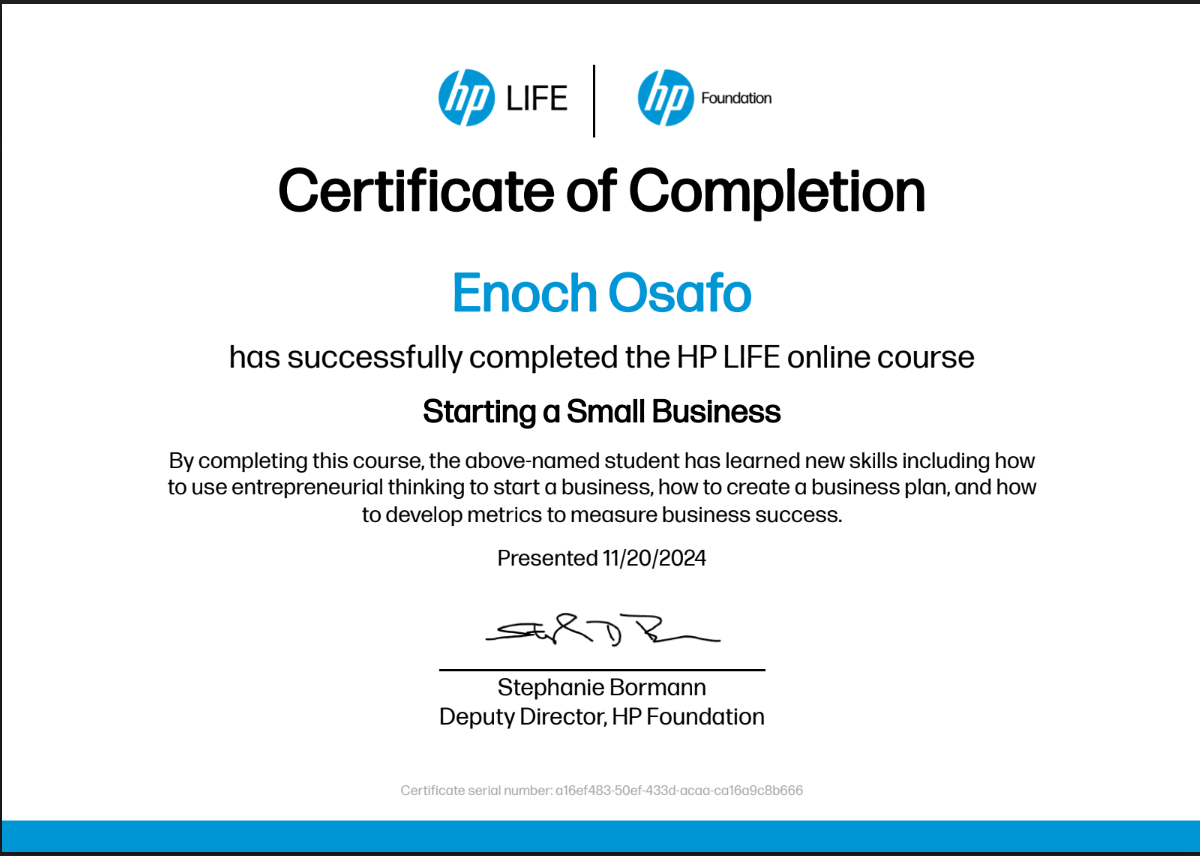 hp LIFE
hp Foundation
Certificate of Completion
Enoch Osafo
has successfully completed the HP LIFE online course
Starting a Small Business
By completing this course, the above-named student has learned new skills including how
to use entrepreneurial thinking to start a business, how to create a business plan, and how
to develop metrics to measure business success.
Presented 11/20/2024
Stephanie Bormann
Deputy Director, HP Foundation
Certificate serial number: a16ef483-50ef-433d-acaa-ca16a9c8b666